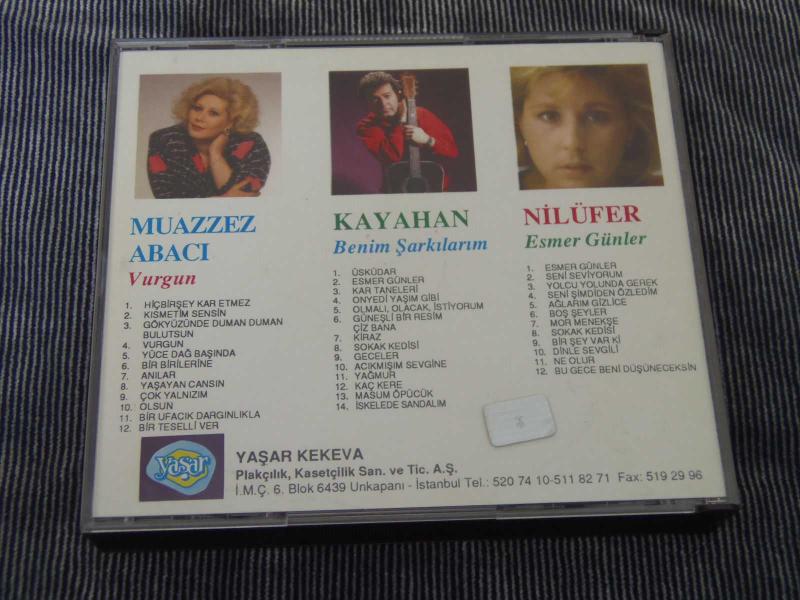 MUAZZEZ
ABACI
Vurgun
1. HİÇBİRŞEY KAR ETMEZ
2. KISMETİM SENSİN
3. GÖKYÜZÜNDE DUMAN DUMAN
BULUTSUN
4. VURGUN
5. YÜCE DAĞ BAŞINDA
6. BİR BİRİLERİNE
7. ANILAR
8. YAŞAYAN CANSIN
9. ÇOK YALNIZIM
10. OLSUN
11. BİR UFACIK DARGINLIKLA
12. BİR TESELLİ VER
KAYAHAN
Benim Şarkılarım
1. ÜSKÜDAR
2. ESMER GÜNLER
3. KAR TANELERİ
4. ONYEDİ YAŞIM GİBİ
5. OLMALI, OLACAK, İSTİYORUM
6. GÜNEŞLİ BİR RESİM
ÇİZ BANA
7. KİRAZ
8. SOKAK KEDİSİ
9. GECELER
10. ACIKMIŞIM SEVGİNE
11. YAĞMUR
12. KAÇ KERE
13. MASUM ÖPÜCÜK
14. İSKELEDE SANDALIM
NİLÜFER
Esmer Günler
1. ESMER GÜNLER
2. SENİ SEVİYORUM
3. YOLCU YOLUNDA GEREK
4. SENİ ŞİMDİDEN ÖZLEDİM
5. AĞLARIM GİZLİCE
6. BOŞ ŞEYLER
7. MOR MENEKŞE
8. SOKAK KEDİSİ
9. BİR ŞEY VAR Kİ
10. DİNLE SEVGİLİ
11. NE OLUR
12. BU GECE BENİ DÜŞÜNECEKSİN
yaşar
YAŞAR KEKEVA
Plakçılık, Kasetçilik San. ve Tic. A.Ş.
İ.M.Ç. 6. Blok 6439 Unkapanı - İstanbul Tel.: 520 74 10-511 82 71 Fax: 519 29 96